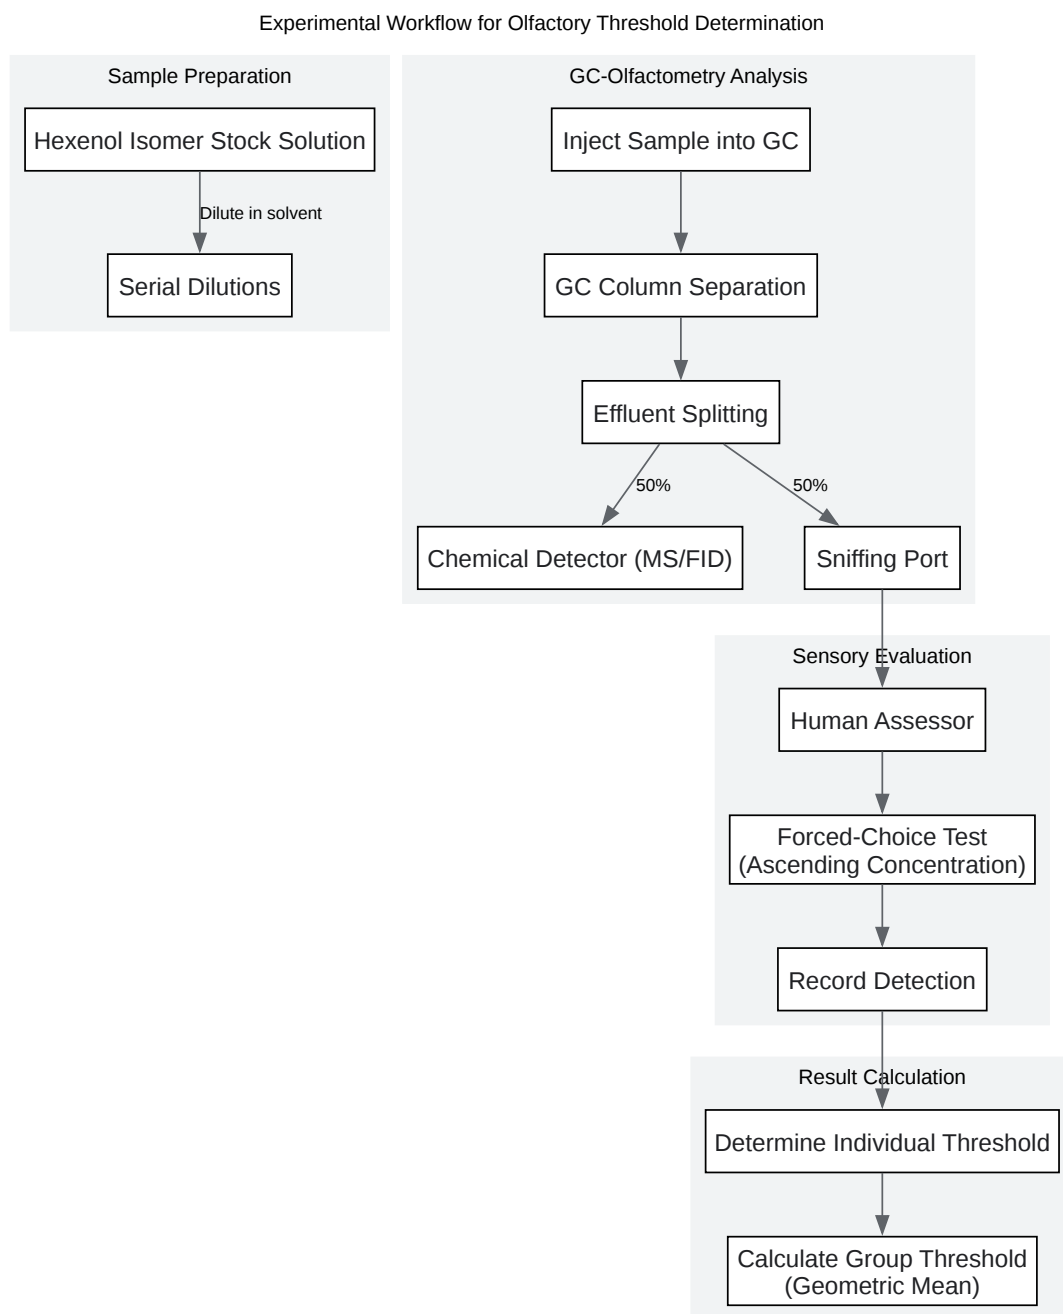 Experimental Workflow for Olfactory Threshold Determination
Sample Preparation
Hexenol Isomer Stock Solution
Dilute in solvent
Serial Dilutions
GC-Olfactometry Analysis
Inject Sample into GC
GC Column Separation
Effluent Splitting
50%
50%
Chemical Detector (MS/FID)
Sniffing Port
Sensory Evaluation
Human Assessor
Forced-Choice Test
(Ascending Concentration)
Record Detection
Result Calculation
Determine Individual Threshold
Calculate Group Threshold
(Geometric Mean)